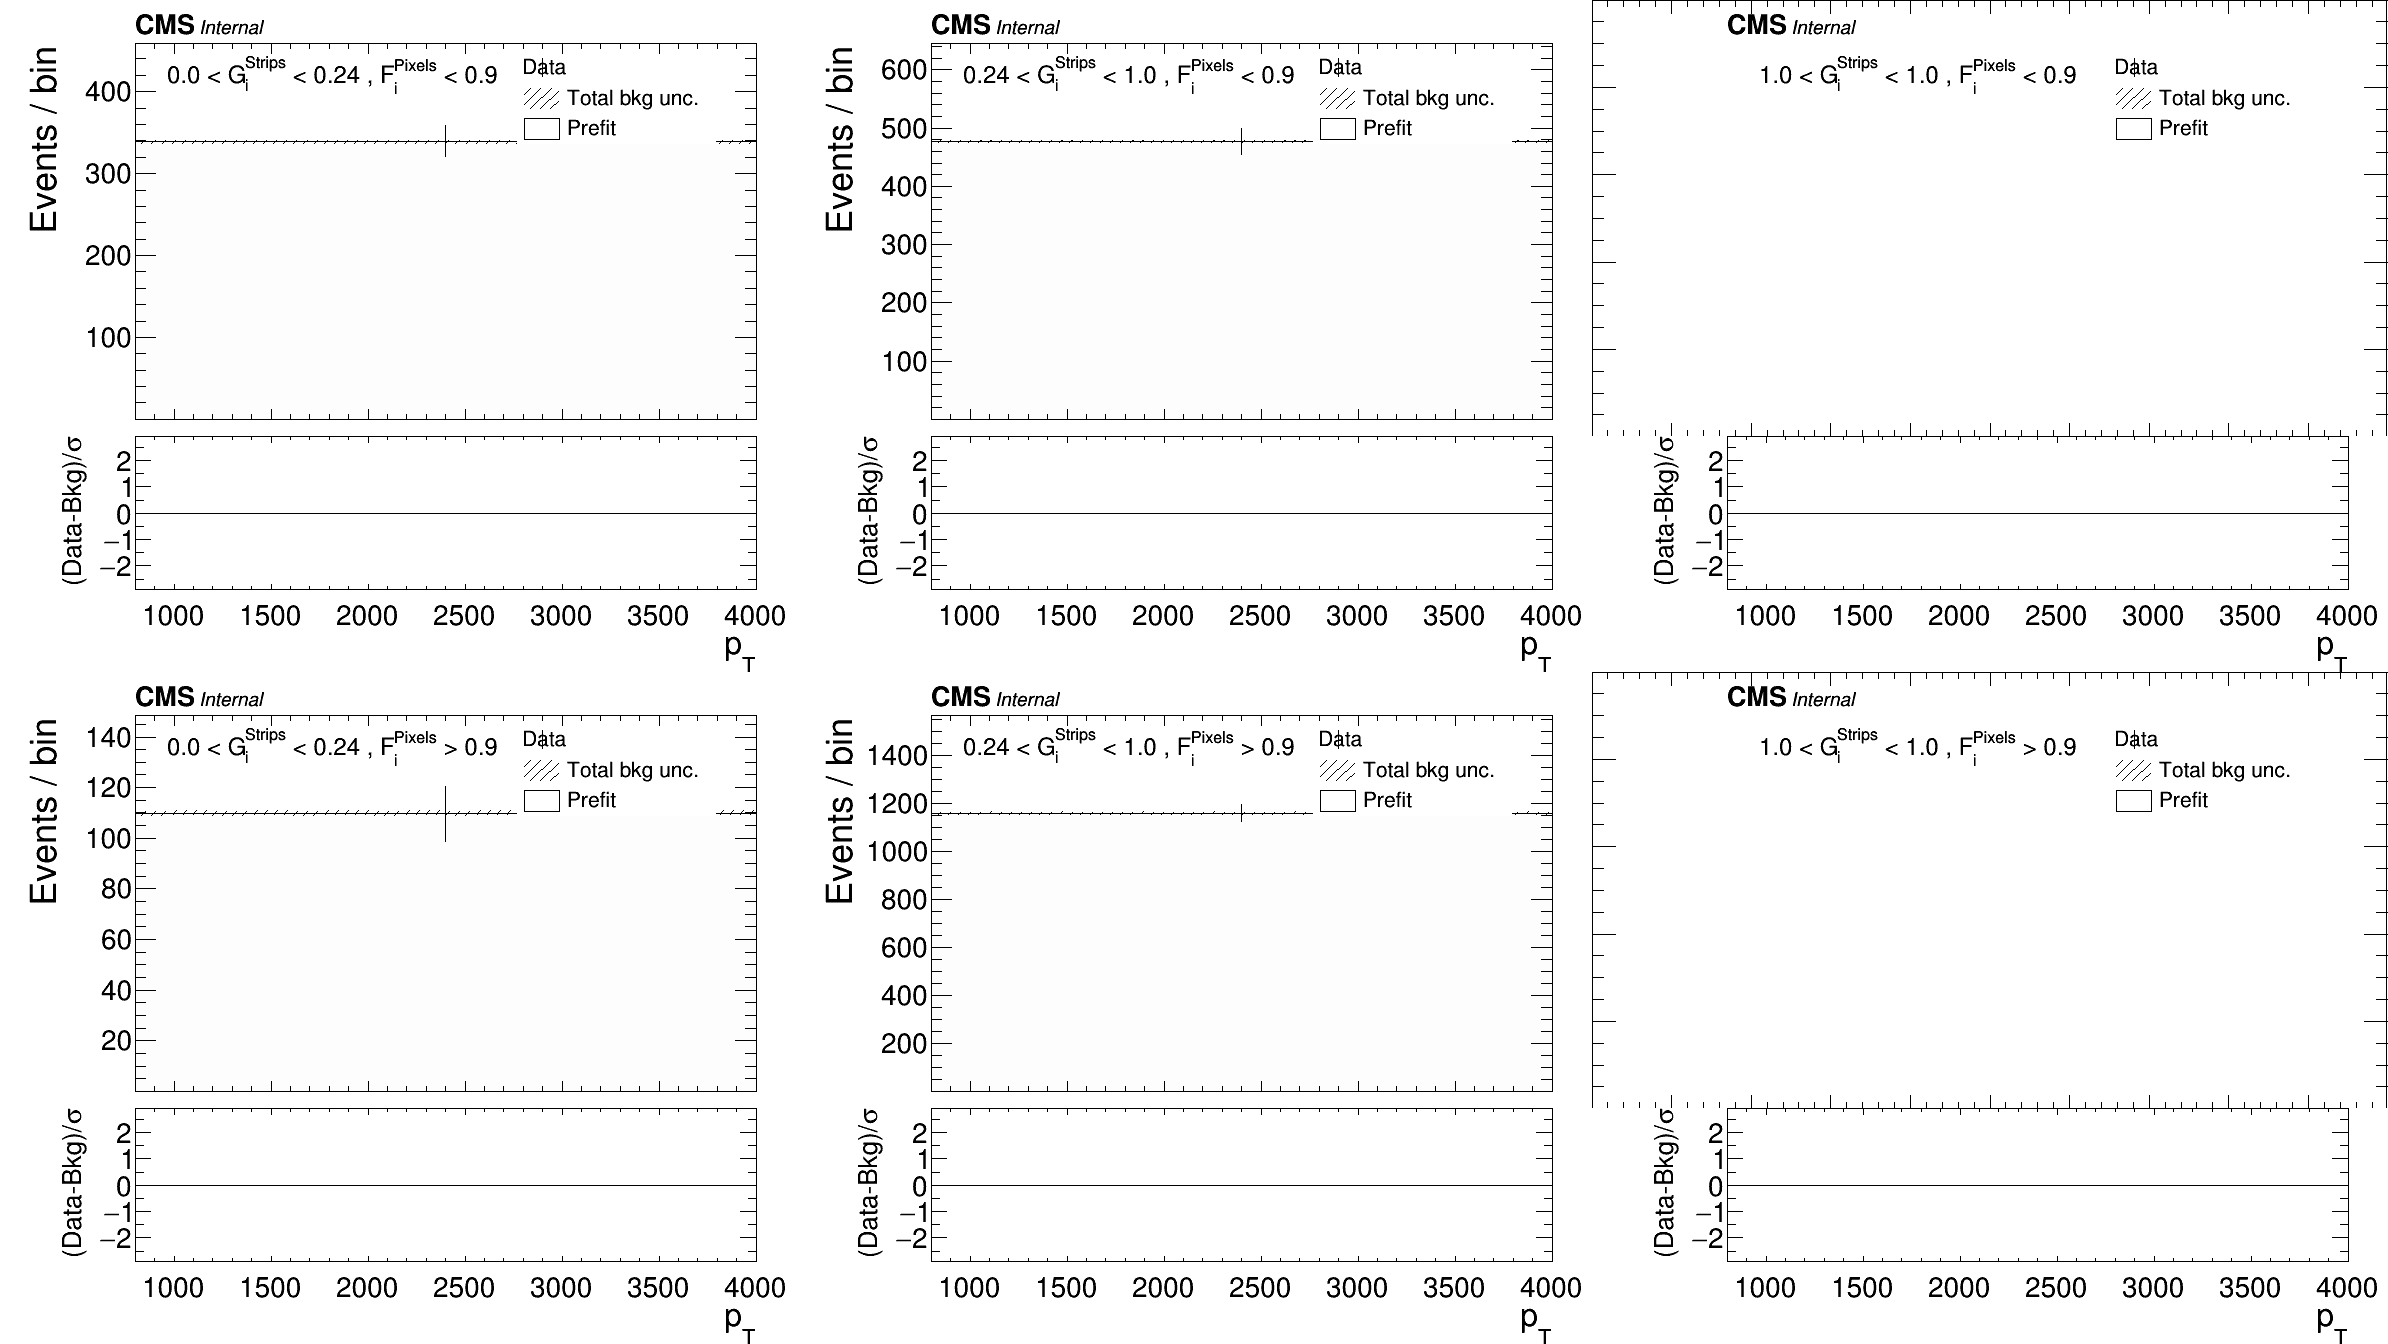 CMS Internal
Events / bin
0.0 < G_i^Strips < 0.24 , F_i^Pixels < 0.9
Data
Total bkg unc.
Prefit
400
300
200
100
(Data-Bkg)/σ
2
1
0
−1
−2
1000 1500 2000 2500 3000 3500 4000
p_T
CMS Internal
Events / bin
0.24 < G_i^Strips < 1.0 , F_i^Pixels < 0.9
Data
Total bkg unc.
Prefit
600
500
400
300
200
100
(Data-Bkg)/σ
2
1
0
−1
−2
1000 1500 2000 2500 3000 3500 4000
p_T
CMS Internal
1.0 < G_i^Strips < 1.0 , F_i^Pixels < 0.9
Data
Total bkg unc.
Prefit
(Data-Bkg)/σ
2
1
0
−1
−2
1000 1500 2000 2500 3000 3500 4000
p_T
CMS Internal
Events / bin
0.0 < G_i^Strips < 0.24 , F_i^Pixels > 0.9
Data
Total bkg unc.
Prefit
140
120
100
80
60
40
20
(Data-Bkg)/σ
2
1
0
−1
−2
1000 1500 2000 2500 3000 3500 4000
p_T
CMS Internal
Events / bin
0.24 < G_i^Strips < 1.0 , F_i^Pixels > 0.9
Data
Total bkg unc.
Prefit
1400
1200
1000
800
600
400
200
(Data-Bkg)/σ
2
1
0
−1
−2
1000 1500 2000 2500 3000 3500 4000
p_T
CMS Internal
1.0 < G_i^Strips < 1.0 , F_i^Pixels > 0.9
Data
Total bkg unc.
Prefit
(Data-Bkg)/σ
2
1
0
−1
−2
1000 1500 2000 2500 3000 3500 4000
p_T